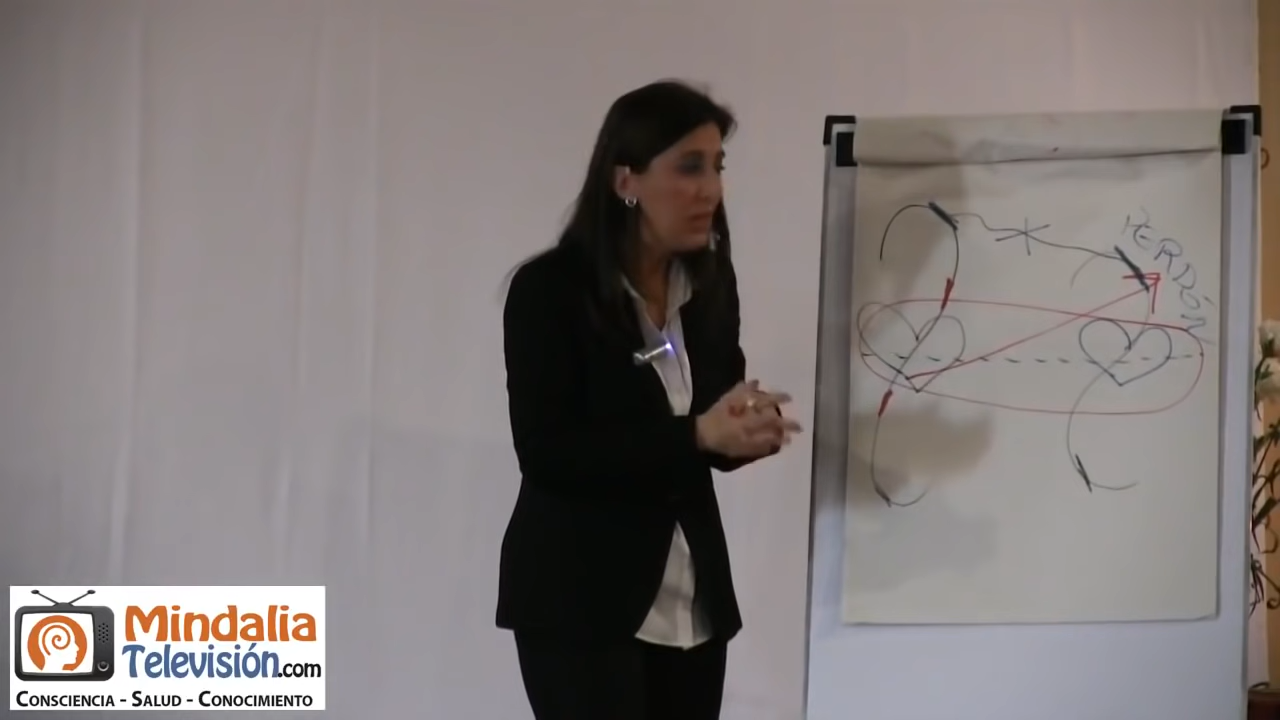 PERDÓN
Mindalia
Televisión.com
CONSCIENCIA - SALUD - CONOCIMIENTO